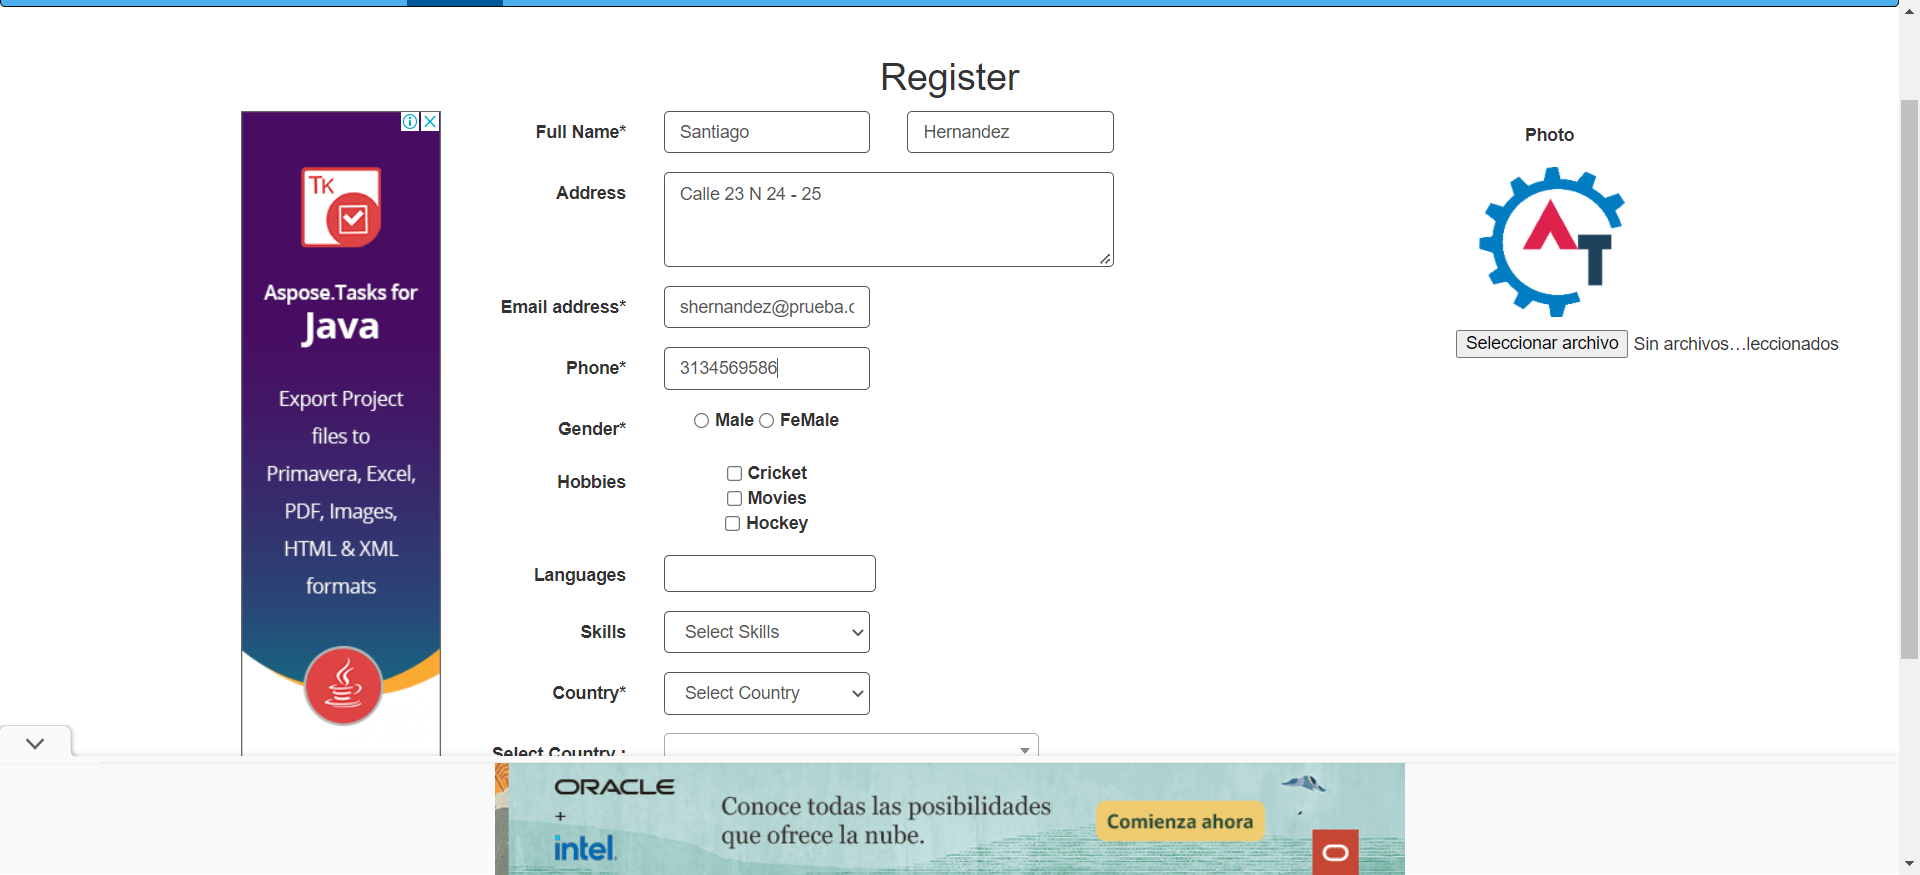 Register
Full Name*
Santiago
Hernandez
Address
Calle 23 N 24 - 25
Email address*
shernandez@prueba.c
Phone*
3134569586
Gender*
Male
FeMale
Hobbies
Cricket
Movies
Hockey
Languages
Skills
Select Skills
Country*
Select Country
Select Country :
Photo
AT
Seleccionar archivo
Sin archivos…leccionados
TK
Aspose.Tasks for
Java
Export Project
files to
Primavera, Excel,
PDF, Images,
HTML & XML
formats
ORACLE
+
intel.
Conoce todas las posibilidades
que ofrece la nube.
Comienza ahora